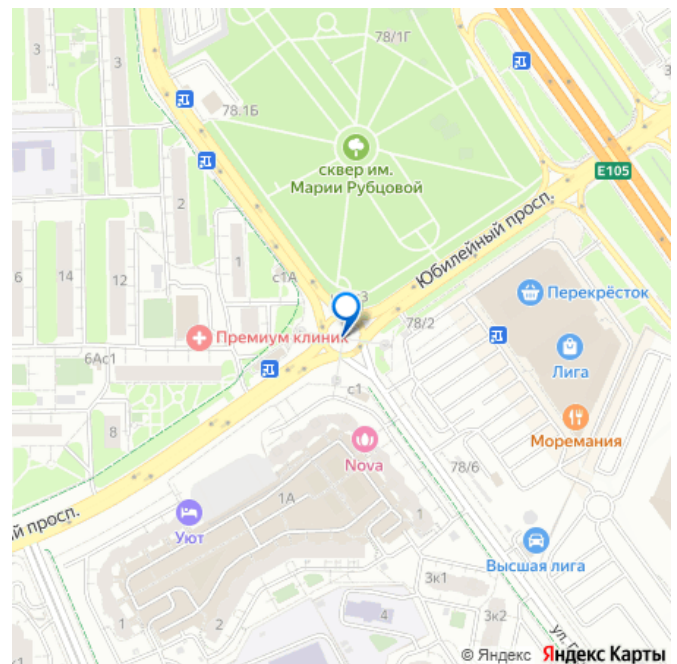 3
3
78/1Г
78.1Б
сквер им.
Марии Рубцовой
E105
2
Юбилейный просп.
6
14
12
1
с1А
3
78/2
Перекрёсток
Премиум клиник
6Ас1
Лига
с1
8
Моремания
Nova
78/6
й просп.
1А
Уют
1
Высшая лига
3к1
1
2
4
3к2
ул.
© Яндекс Яндекс Карты